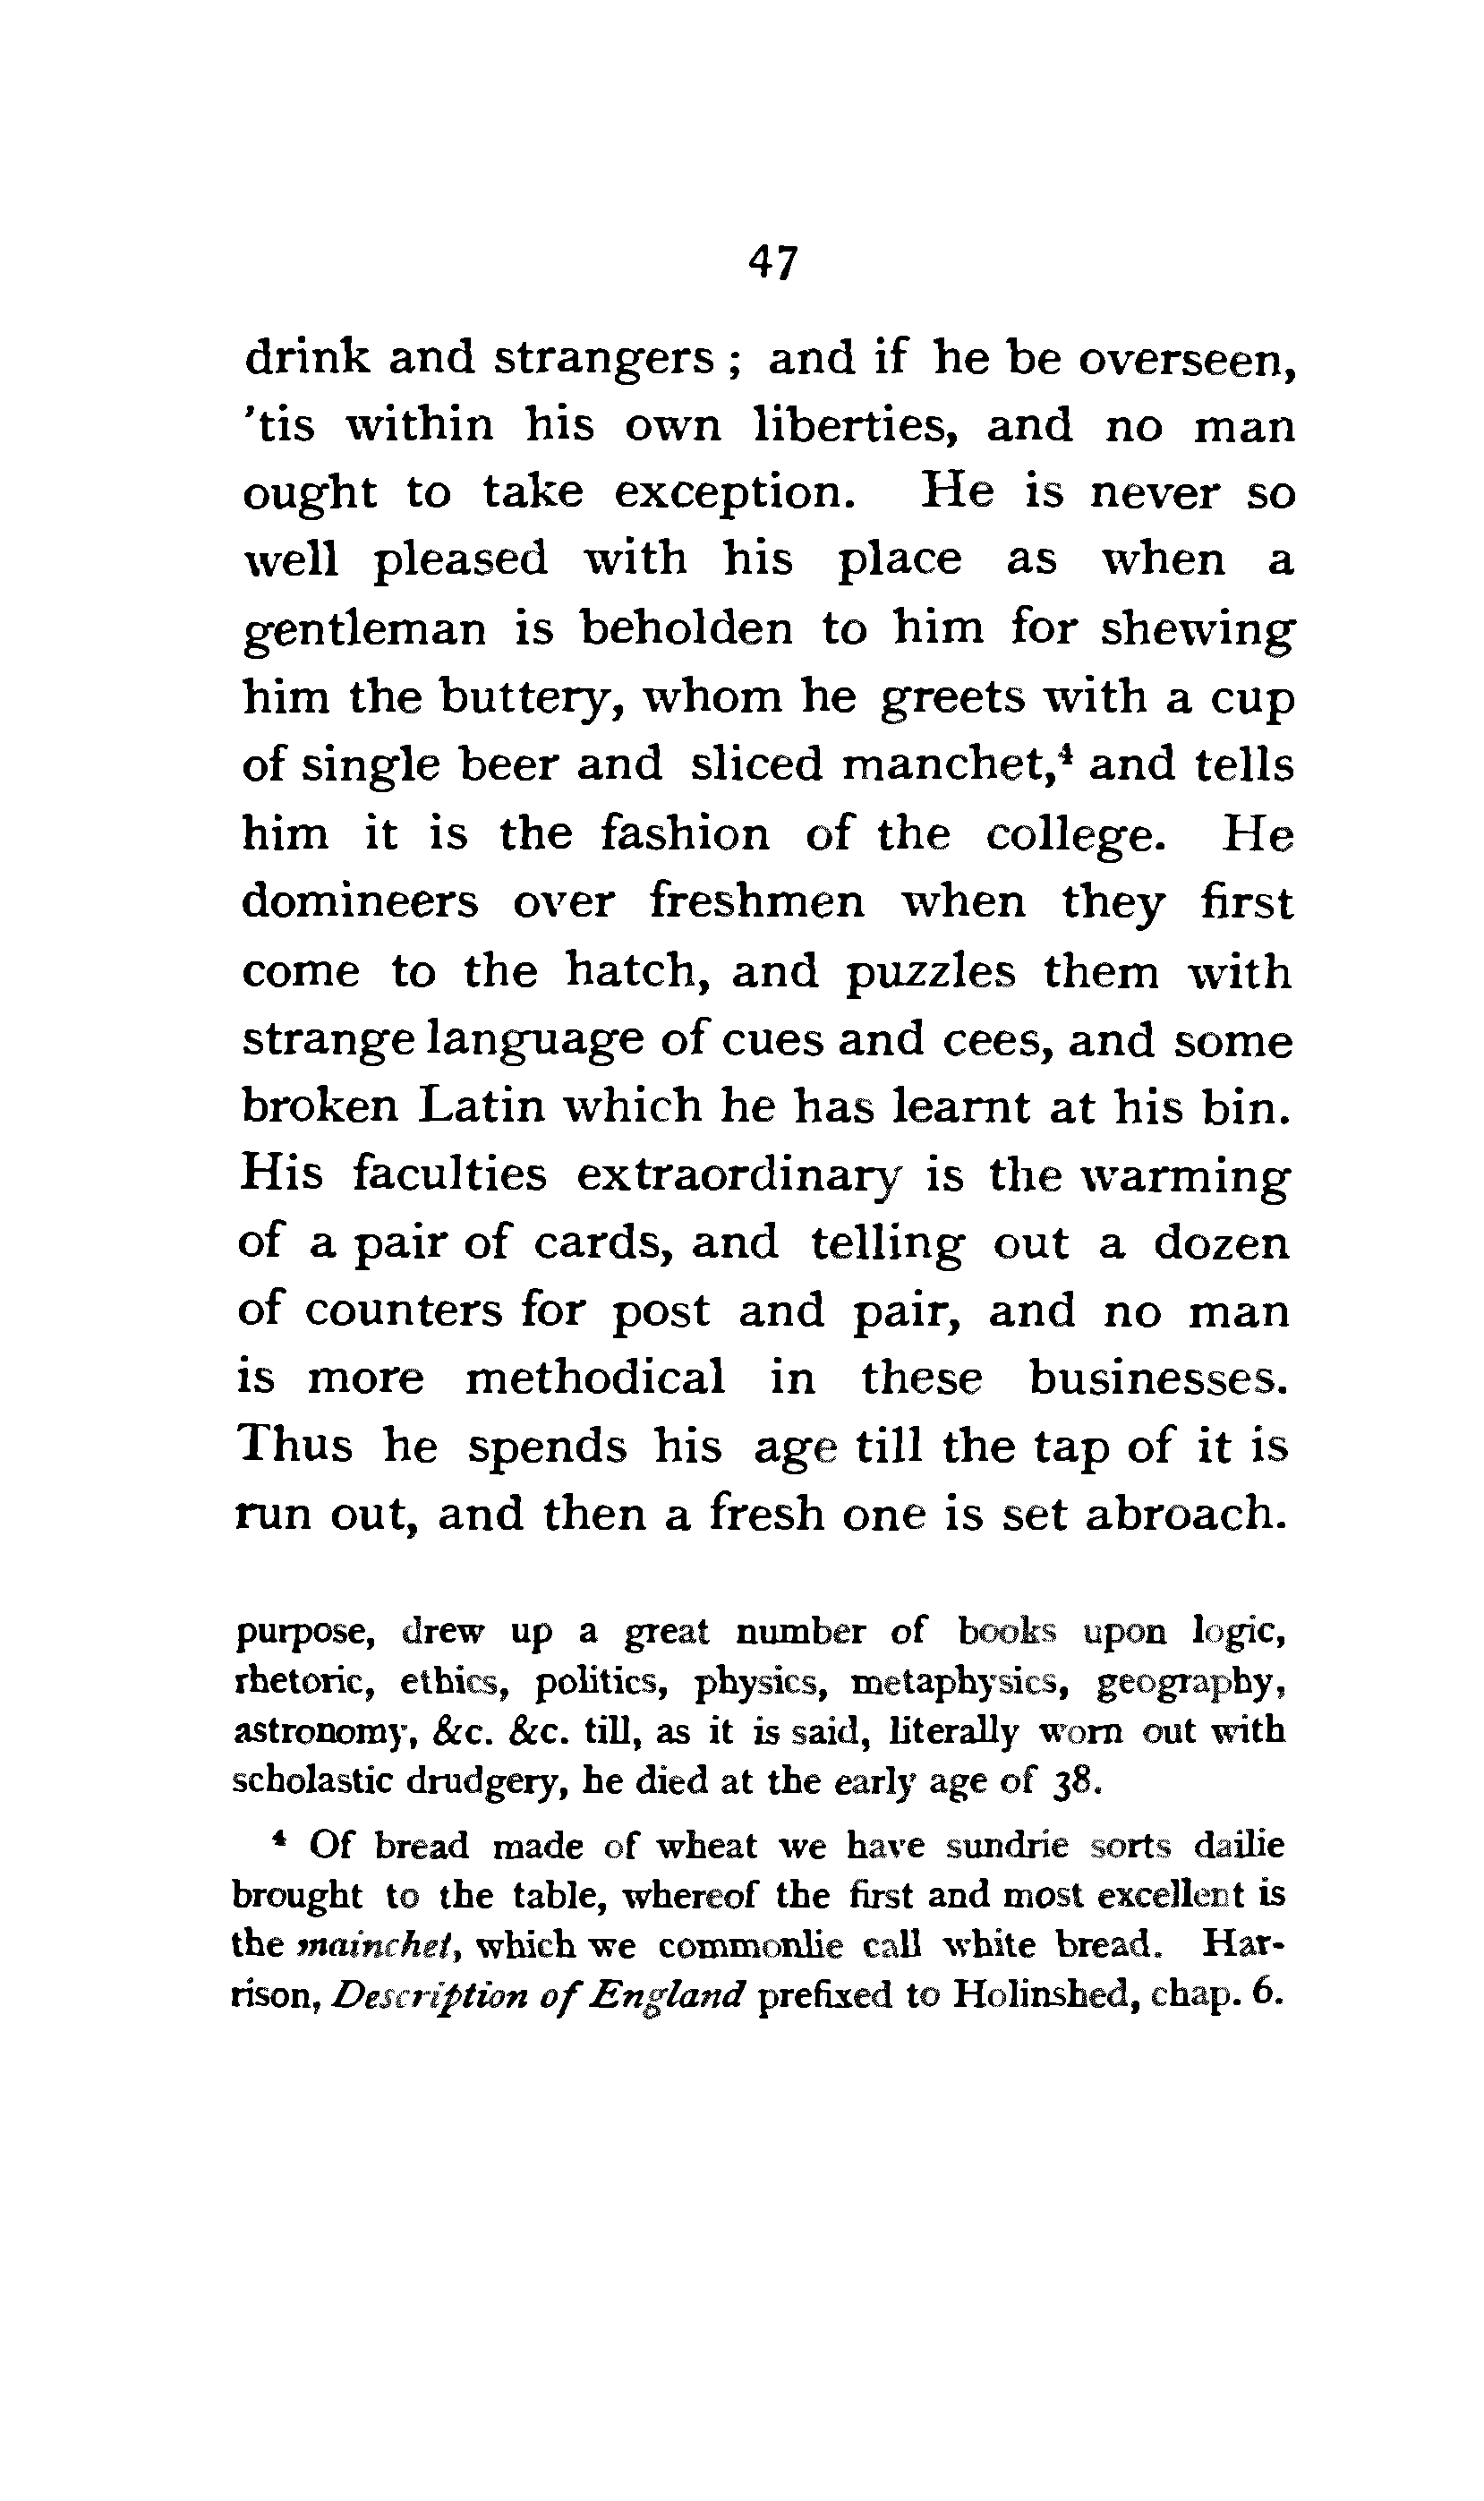 47
drink and strangers ; and if he be overseen,
'tis within his own liberties, and no man
ought to take exception. He is never so
well pleased with his place as when a
gentleman is beholden to him for shewing
him the buttery, whom he greets with a cup
of single beer and sliced manchet,⁴ and tells
him it is the fashion of the college. He
domineers over freshmen when they first
come to the hatch, and puzzles them with
strange language of cues and cees, and some
broken Latin which he has learnt at his bin.
His faculties extraordinary is the warming
of a pair of cards, and telling out a dozen
of counters for post and pair, and no man
is more methodical in these businesses.
Thus he spends his age till the tap of it is
run out, and then a fresh one is set abroach.
purpose, drew up a great number of books upon logic,
rhetoric, ethics, politics, physics, metaphysics, geography,
astronomy, &c. &c. till, as it is said, literally worn out with
scholastic drudgery, he died at the early age of 38.
⁴ Of bread made of wheat we have sundrie sorts dailie
brought to the table, whereof the first and most excellent is
the mainchet, which we commonlie call white bread. Har-
rison, Description of England prefixed to Holinshed, chap. 6.